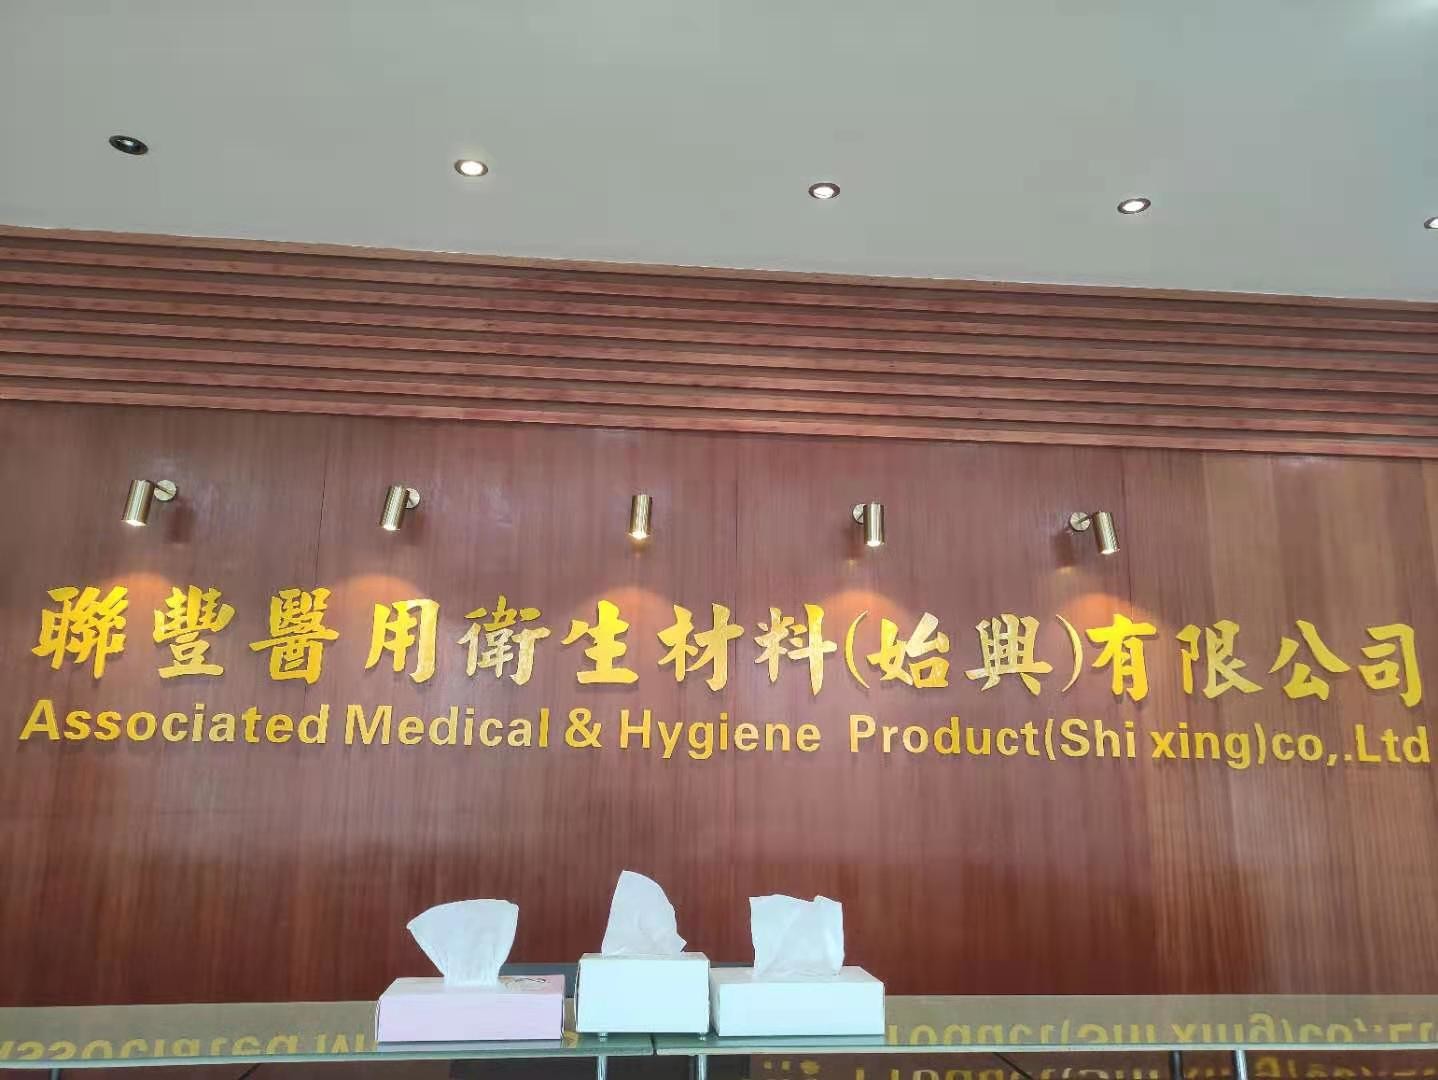 聯豐醫用衛生材料(始興)有限公司
Associated Medical & Hygiene Product(Shi xing)co,.Ltd